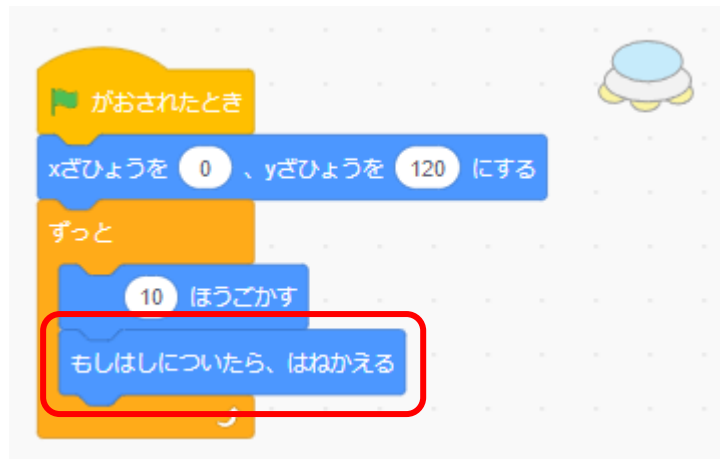 がおされたとき
xざひょうを 0 、yざひょうを 120 にする
ずっと
10 ほうごかす
もしはしについたら、はねかえる